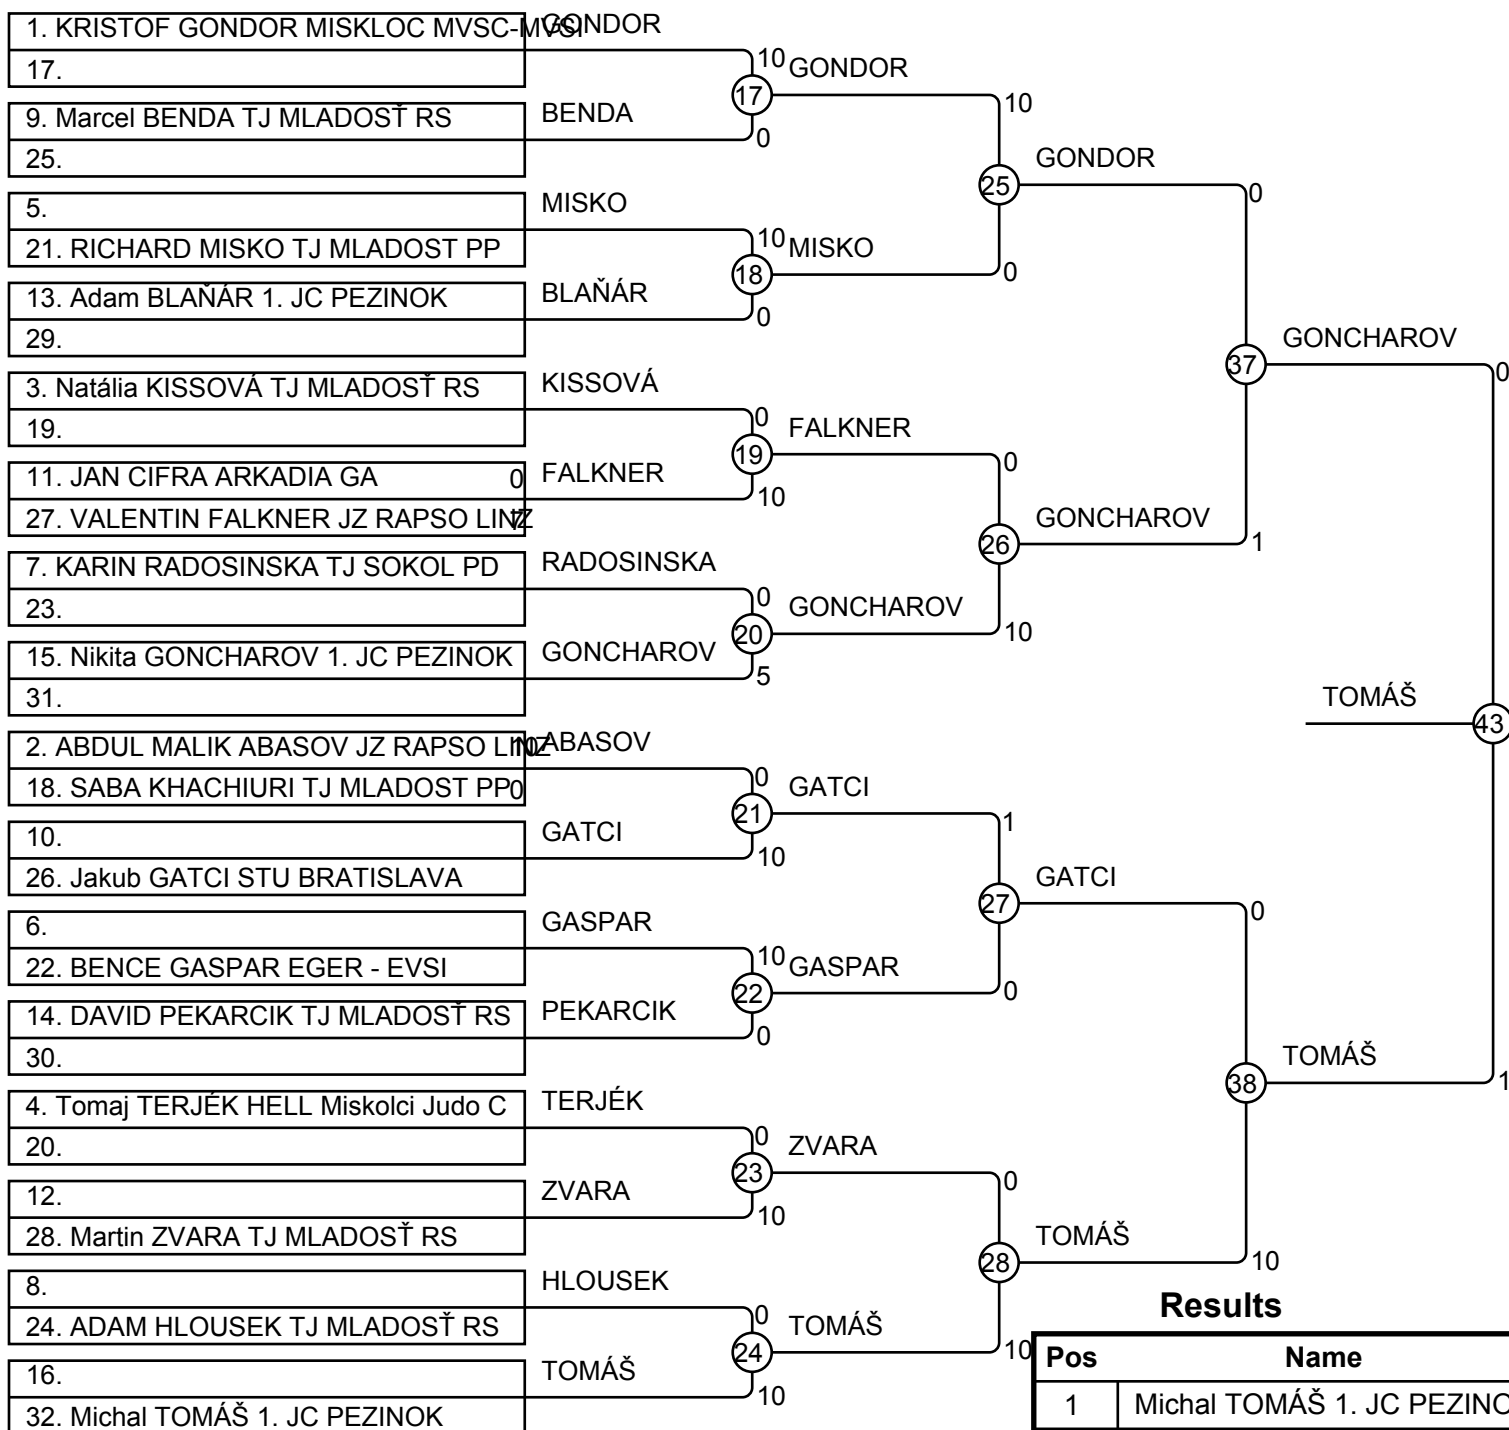 1. KRISTOF GONDOR MISKLOC MVSC-MVSI
17.
9. Marcel BENDA TJ MLADOSŤ RS
25.
5.
21. RICHARD MISKO TJ MLADOST PP
13. Adam BLAŇÁR 1. JC PEZINOK
29.
3. Natália KISSOVÁ TJ MLADOSŤ RS
19.
11. JAN CIFRA ARKADIA GA 0
27. VALENTIN FALKNER JZ RAPSO LINZ
7. KARIN RADOSINSKA TJ SOKOL PD
23.
15. Nikita GONCHAROV 1. JC PEZINOK
31.
2. ABDUL MALIK ABASOV JZ RAPSO LINZ 10
18. SABA KHACHIURI TJ MLADOST PP 0
10.
26. Jakub GATCI STU BRATISLAVA
6.
22. BENCE GASPAR EGER - EVSI
14. DAVID PEKARCIK TJ MLADOSŤ RS
30.
4. Tomaj TERJÉK HELL Miskolci Judo C
20.
12.
28. Martin ZVARA TJ MLADOSŤ RS
8.
24. ADAM HLOUSEK TJ MLADOSŤ RS
16.
32. Michal TOMÁŠ 1. JC PEZINOK
GONDOR
10
17
BENDA
0
MISKO
10
18
BLAŇÁR
0
KISSOVÁ
0
19
FALKNER
10
RADOSINSKA
0
20
GONCHAROV
5
ABASOV
0
21
GATCI
10
GASPAR
10
22
PEKARCIK
0
TERJÉK
0
23
ZVARA
10
HLOUSEK
0
24
TOMÁŠ
10
GONDOR
10
25
MISKO
0
FALKNER
0
26
GONCHAROV
10
GATCI
1
27
GASPAR
0
ZVARA
0
28
TOMÁŠ
10
GONDOR
0
37
GONCHAROV
1
GATCI
0
38
TOMÁŠ
10
GONCHAROV
0
TOMÁŠ
43
TOMÁŠ
1
Results
Pos Name
1 Michal TOMÁŠ 1. JC PEZINO